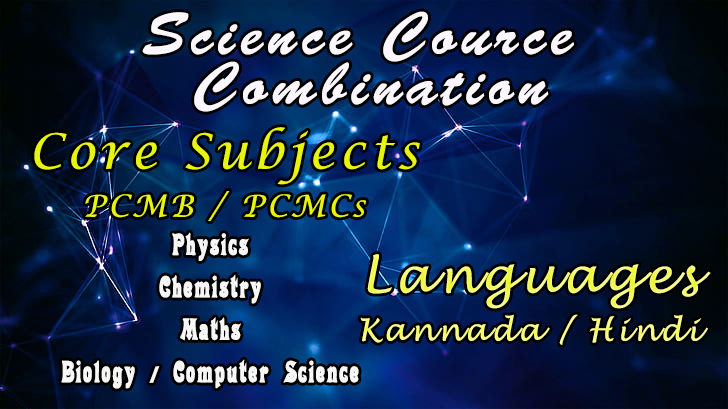 Science Cource
Combination
Core Subjects
PCMB / PCMCs
Physics
Chemistry
Maths
Biology / Computer Science
Languages
Kannada / Hindi